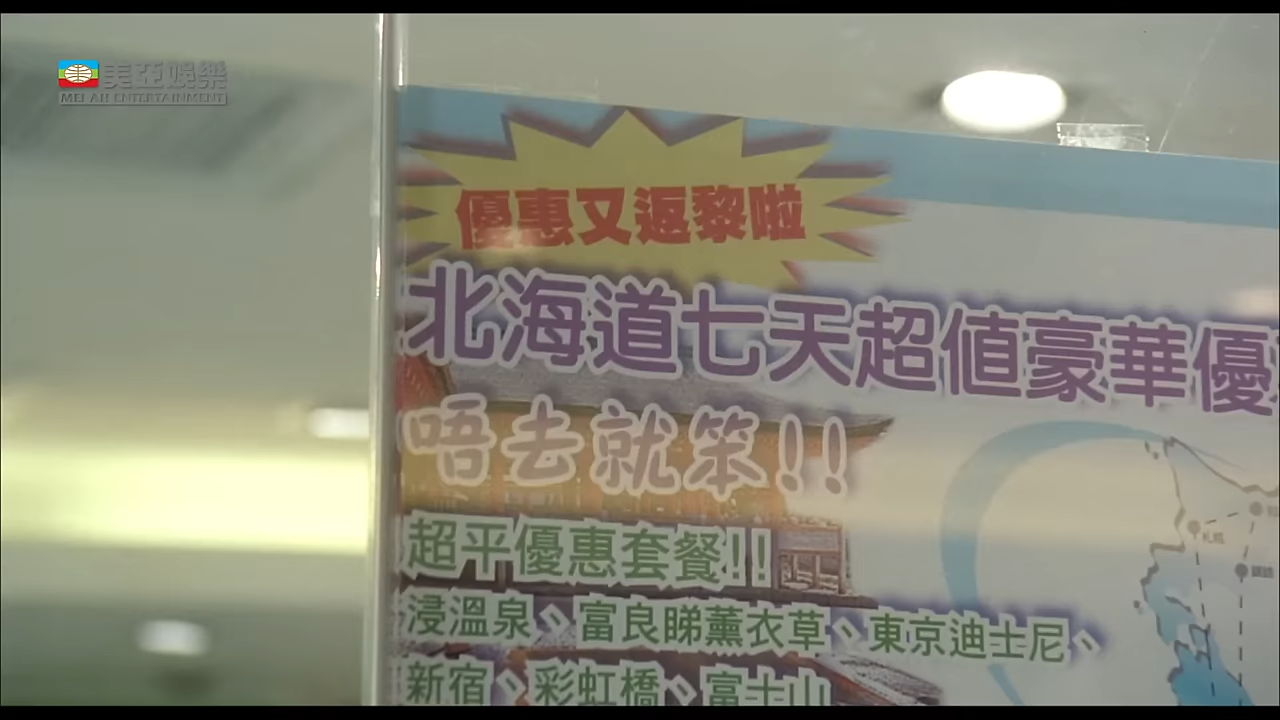 美亞娛樂
MEI AH ENTERTAINMENT
優惠又返黎啦
北海道七天超值豪華優
唔去就笨!!
超平優惠套餐!!
浸溫泉、富良睇薰衣草、東京迪士尼、
新宿、彩虹橋、富士山
札幌